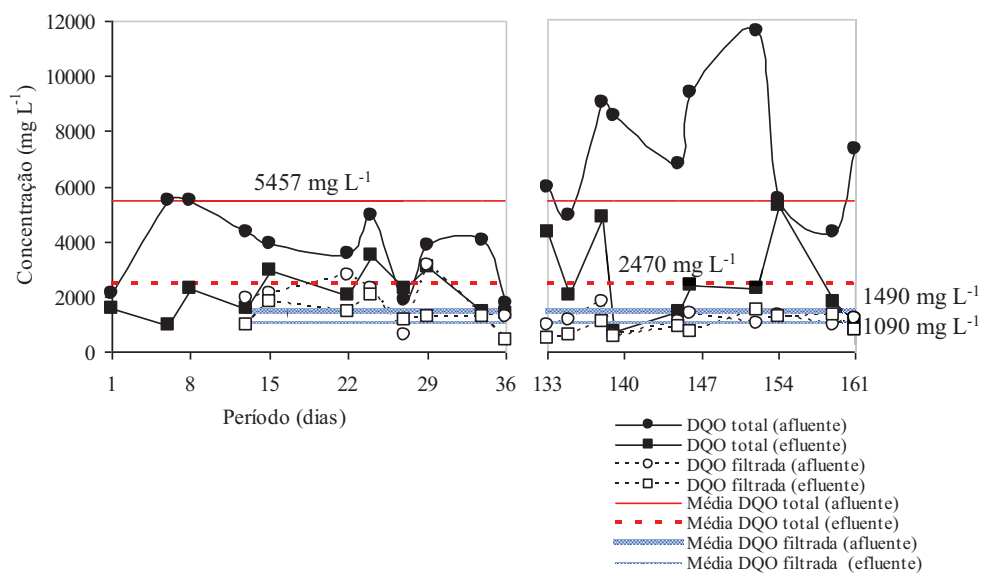 12000
10000
8000
6000
4000
2000
0
Concentração (mg L-1)
5457 mg L-1
2470 mg L-1
1490 mg L-1
1090 mg L-1
1 8 15 22 29 36
133 140 147 154 161
Período (dias)
DQO total (afluente)
DQO total (efluente)
DQO filtrada (afluente)
DQO filtrada (efluente)
Média DQO total (afluente)
Média DQO total (efluente)
Média DQO filtrada (afluente)
Média DQO filtrada (efluente)